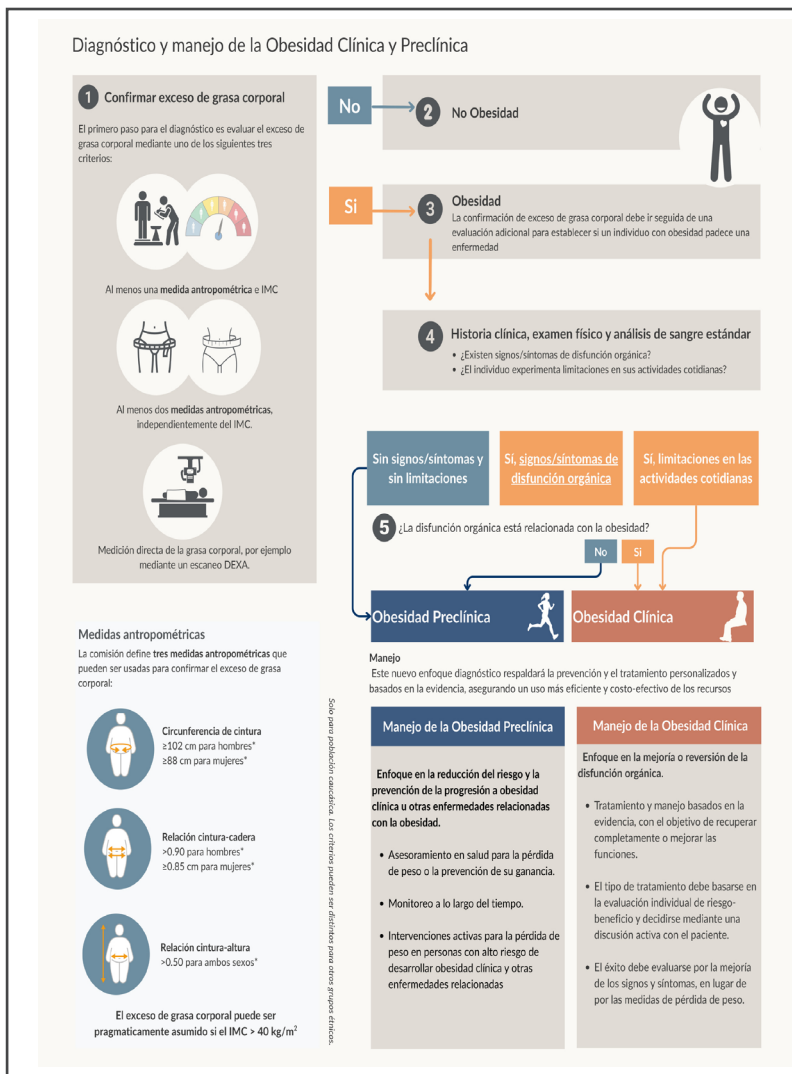 Diagnóstico y manejo de la Obesidad Clínica y Preclínica
1 Confirmar exceso de grasa corporal
El primer paso para el diagnóstico es evaluar el exceso de
grasa corporal mediante uno de los siguientes tres
criterios:
Al menos una medida antropométrica e IMC
Al menos dos medidas antropométricas,
independientemente del IMC.
Medición directa de la grasa corporal, por ejemplo
mediante un escaneo DEXA.
No
2 No Obesidad
Si
3 Obesidad
La confirmación de exceso de grasa corporal debe ir seguida de una
evaluación adicional para establecer si un individuo con obesidad padece una
enfermedad
4 Historia clínica, examen físico y análisis de sangre estándar
• ¿Existen signos/síntomas de disfunción orgánica?
• ¿El individuo experimenta limitaciones en sus actividades cotidianas?
Sin signos/síntomas y
sin limitaciones
Sí, signos/síntomas de
disfunción orgánica
Sí, limitaciones en las
actividades cotidianas
5 ¿La disfunción orgánica está relacionada con la obesidad?
No
Si
Obesidad Preclínica
Obesidad Clínica
Manejo
Este nuevo enfoque diagnóstico respaldará la prevención y el tratamiento personalizados y
basados en la evidencia, asegurando un uso más eficiente y costo-efectivo de los recursos
Medidas antropométricas
La comisión define tres medidas antropométricas que
pueden ser usadas para confirmar el exceso de grasa
corporal:
Circunferencia de cintura
≥102 cm para hombres*
≥88 cm para mujeres*
Relación cintura-cadera
>0.90 para hombres*
≥0.85 cm para mujeres*
Relación cintura-altura
>0.50 para ambos sexos*
El exceso de grasa corporal puede ser
pragmaticamente asumido si el IMC > 40 kg/m²
Solo para población caucásica. Los criterios pueden ser distintos para otros grupos étnicos.
Manejo de la Obesidad Preclínica
Enfoque en la reducción del riesgo y la
prevención de la progresión a obesidad
clínica u otras enfermedades relacionadas
con la obesidad.
• Asesoramiento en salud para la pérdida
de peso o la prevención de su ganancia.
• Monitoreo a lo largo del tiempo.
• Intervenciones activas para la pérdida de
peso en personas con alto riesgo de
desarrollar obesidad clínica y otras
enfermedades relacionadas
Manejo de la Obesidad Clínica
Enfoque en la mejoría o reversión de la
disfunción orgánica.
• Tratamiento y manejo basados en la
evidencia, con el objetivo de recuperar
completamente o mejorar las
funciones.
• El tipo de tratamiento debe basarse en
la evaluación individual de riesgo-
beneficio y decidirse mediante una
discusión activa con el paciente.
• El éxito debe evaluarse por la mejoría
de los signos y síntomas, en lugar de
por las medidas de pérdida de peso.